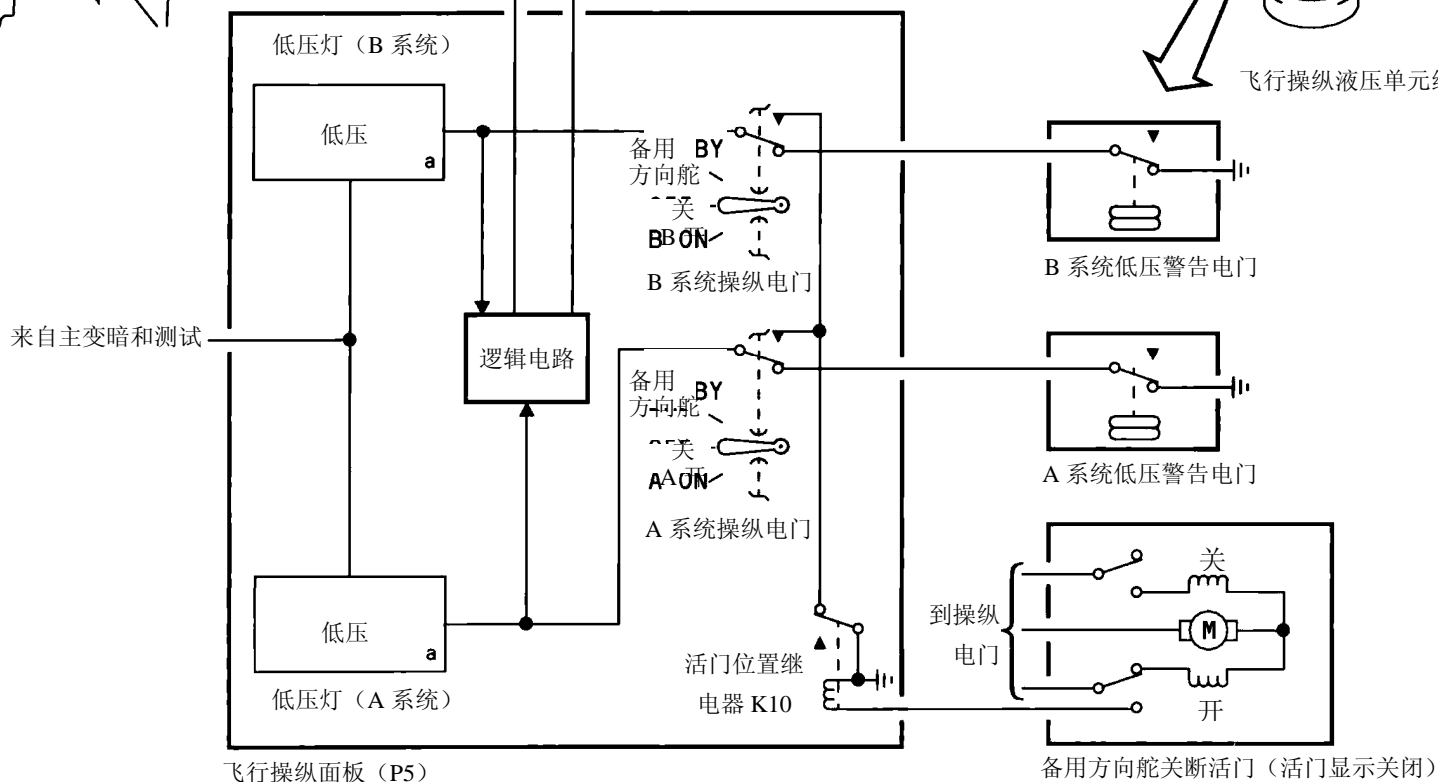 低压灯（B 系统）
低压
a
飞行操纵液压单元
备用 BY
方向舵
关
B 开
B ON
B 系统操纵电门
B 系统低压警告电门
来自主变暗和测试
逻辑电路
备用 BY
方向舵
关
A 开
A ON
A 系统操纵电门
A 系统低压警告电门
低压
a
低压灯（A 系统）
活门位置继
电器 K10
到操纵
电门
关
M
开
飞行操纵面板（P5）
备用方向舵关断活门（活门显示关闭）